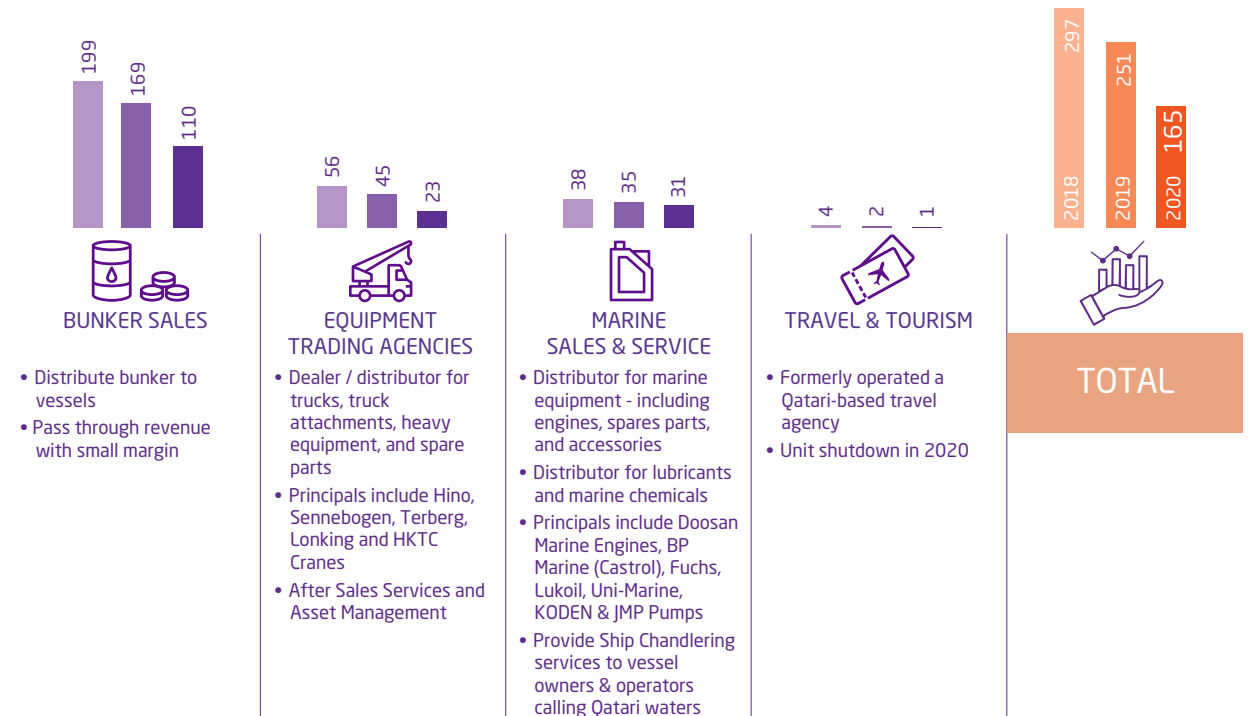 199
169
110
BUNKER SALES
• Distribute bunker to
vessels
• Pass through revenue
with small margin
56
45
23
EQUIPMENT
TRADING AGENCIES
• Dealer / distributor for
trucks, truck
attachments, heavy
equipment, and spare
parts
• Principals include Hino,
Sennebogen, Terberg,
Lonking and HKTC
Cranes
• After Sales Services and
Asset Management
38
35
31
MARINE
SALES & SERVICE
• Distributor for marine
equipment - including
engines, spares parts,
and accessories
• Distributor for lubricants
and marine chemicals
• Principals include Doosan
Marine Engines, BP
Marine (Castrol), Fuchs,
Lukoil, Uni-Marine,
KODEN & JMP Pumps
• Provide Ship Chandlering
services to vessel
owners & operators
calling Qatari waters
4
2
1
TRAVEL & TOURISM
• Formerly operated a
Qatari-based travel
agency
• Unit shutdown in 2020
2018 297
2019 251
2020 165
TOTAL